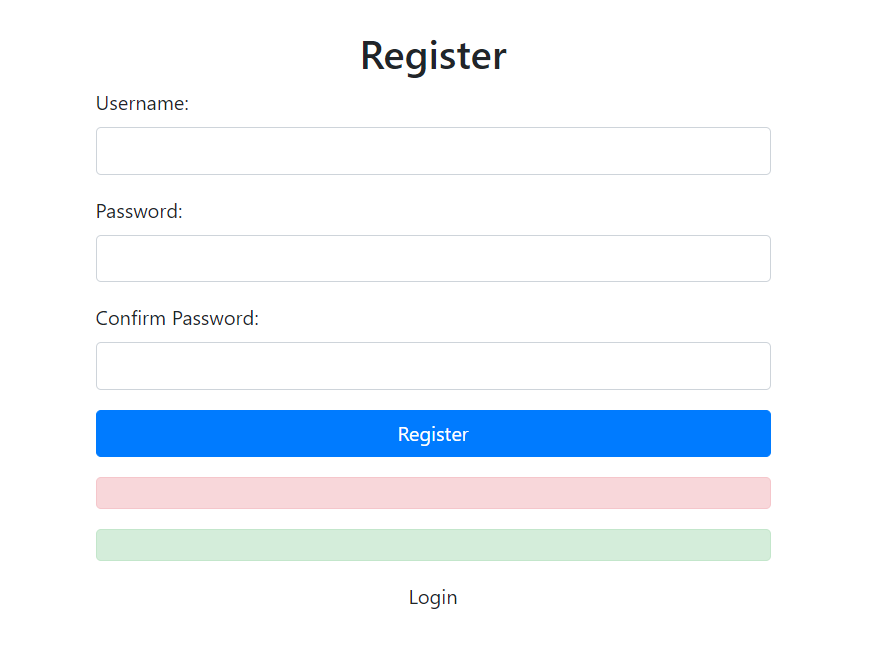 Register
Username:
Password:
Confirm Password:
Register
Login